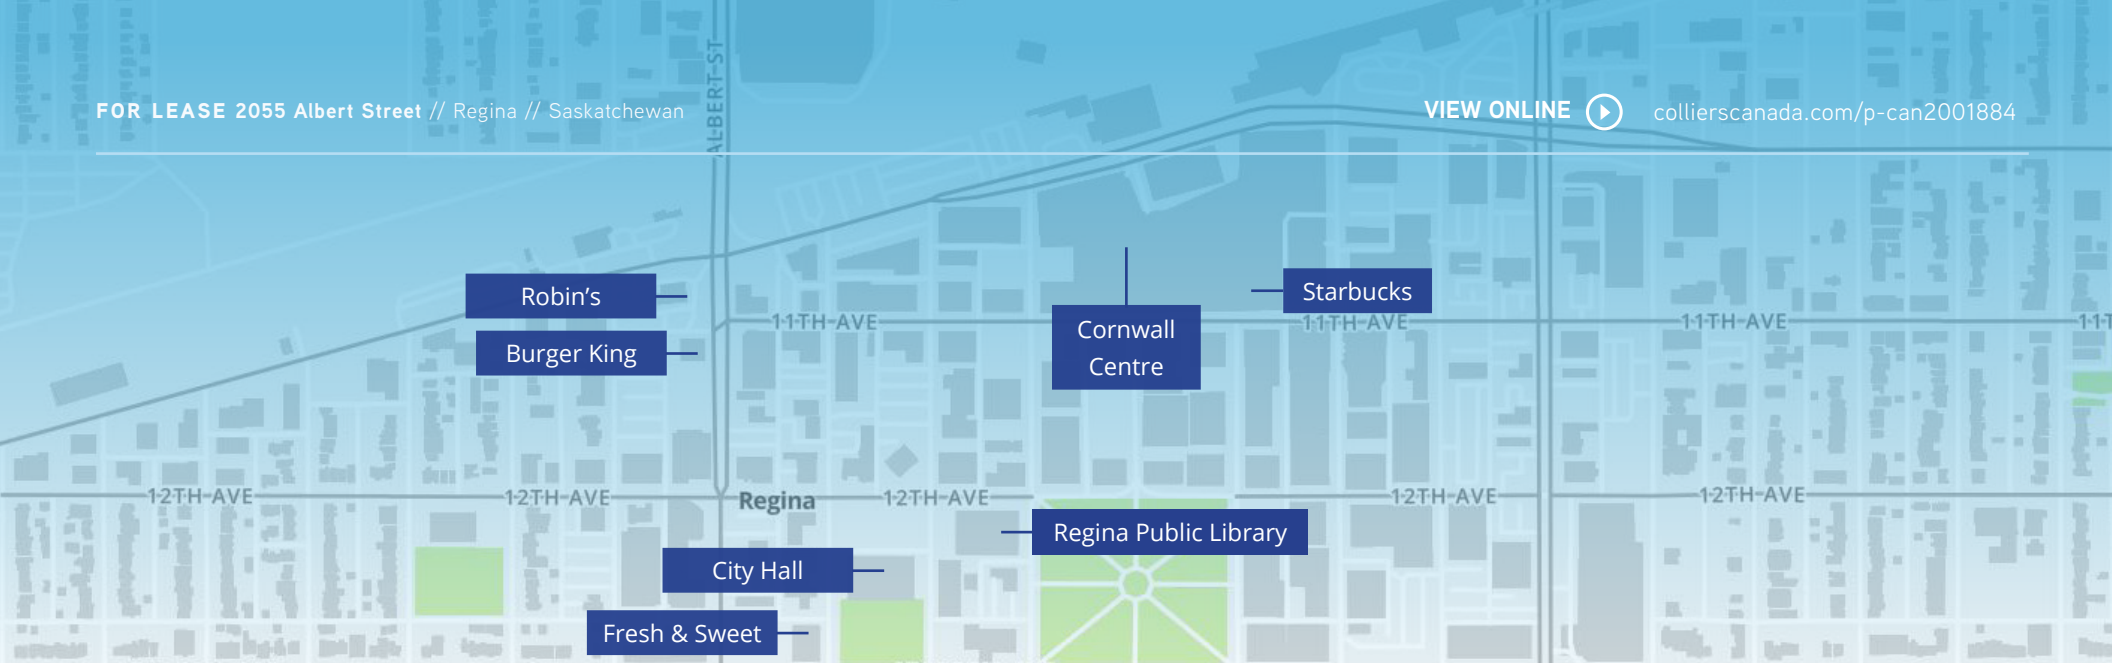 FOR LEASE 2055 Albert Street // Regina // Saskatchewan
VIEW ONLINE collierscanada.com/p-can2001884
ALBERT-ST
Robin's
Starbucks
11TH-AVE
11TH-AVE
11TH-AVE
11T
Cornwall
Centre
Burger King
12TH-AVE
12TH-AVE
Regina
12TH-AVE
12TH-AVE
12TH-AVE
Regina Public Library
City Hall
Fresh & Sweet